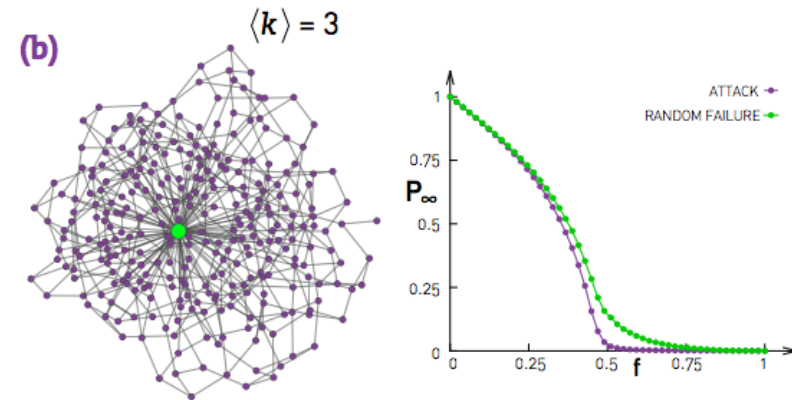 (b)
⟨k⟩ = 3
ATTACK
RANDOM FAILURE
P∞
1
0.75
0.5
0.25
0
0
0.25
0.5
0.75
1
f